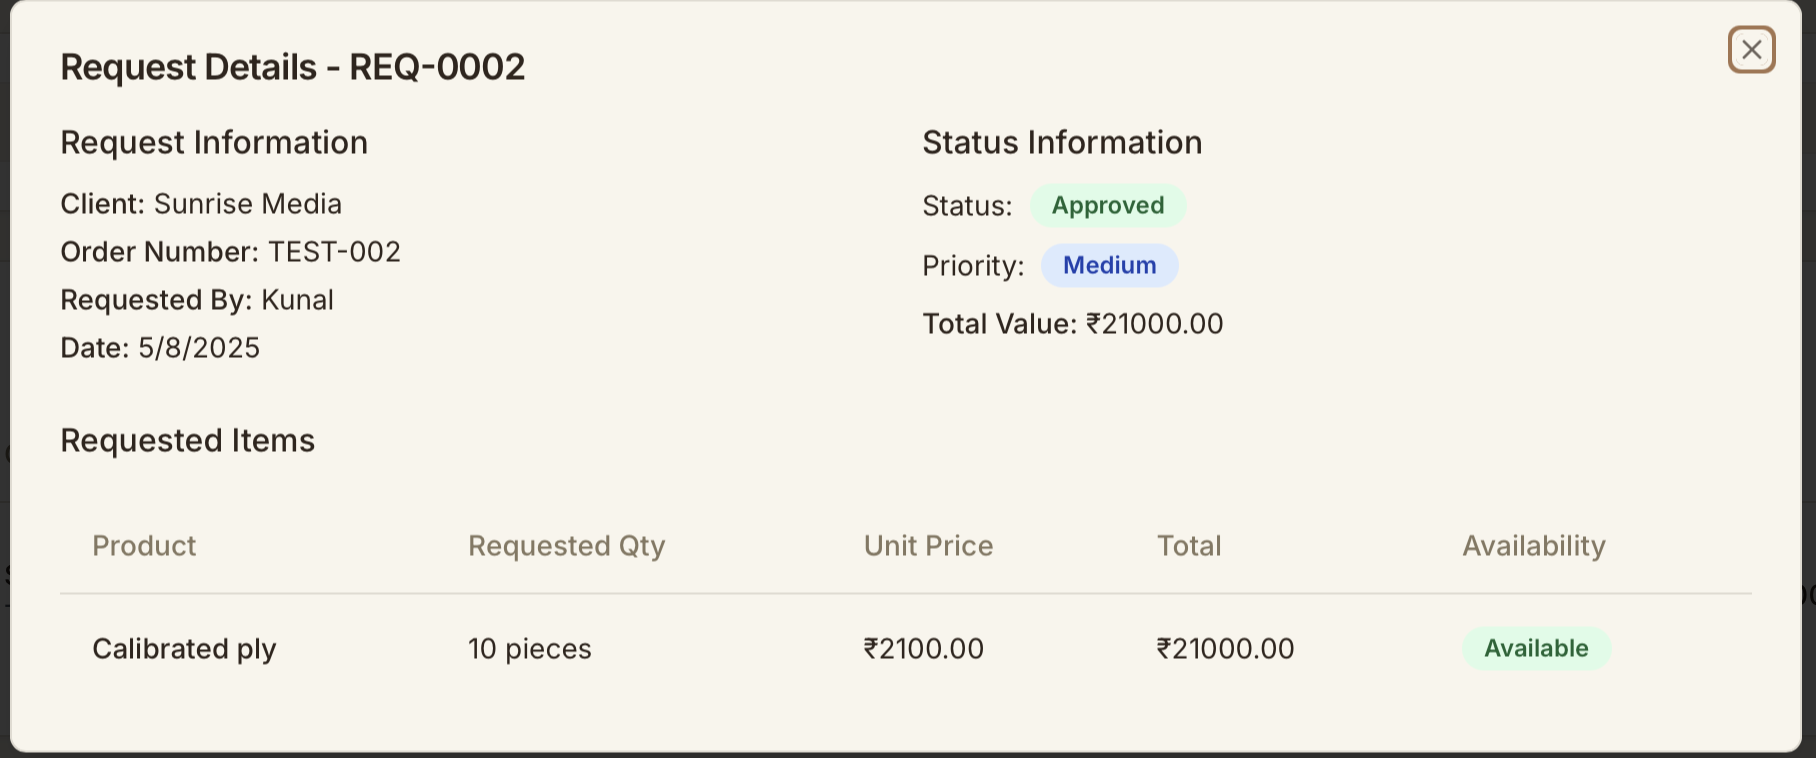 Request Details - REQ-0002
Request Information
Client: Sunrise Media
Order Number: TEST-002
Requested By: Kunal
Date: 5/8/2025
Status Information
Status: Approved
Priority: Medium
Total Value: ₹21000.00
Requested Items
Product Requested Qty Unit Price Total Availability
Calibrated ply 10 pieces ₹2100.00 ₹21000.00 Available